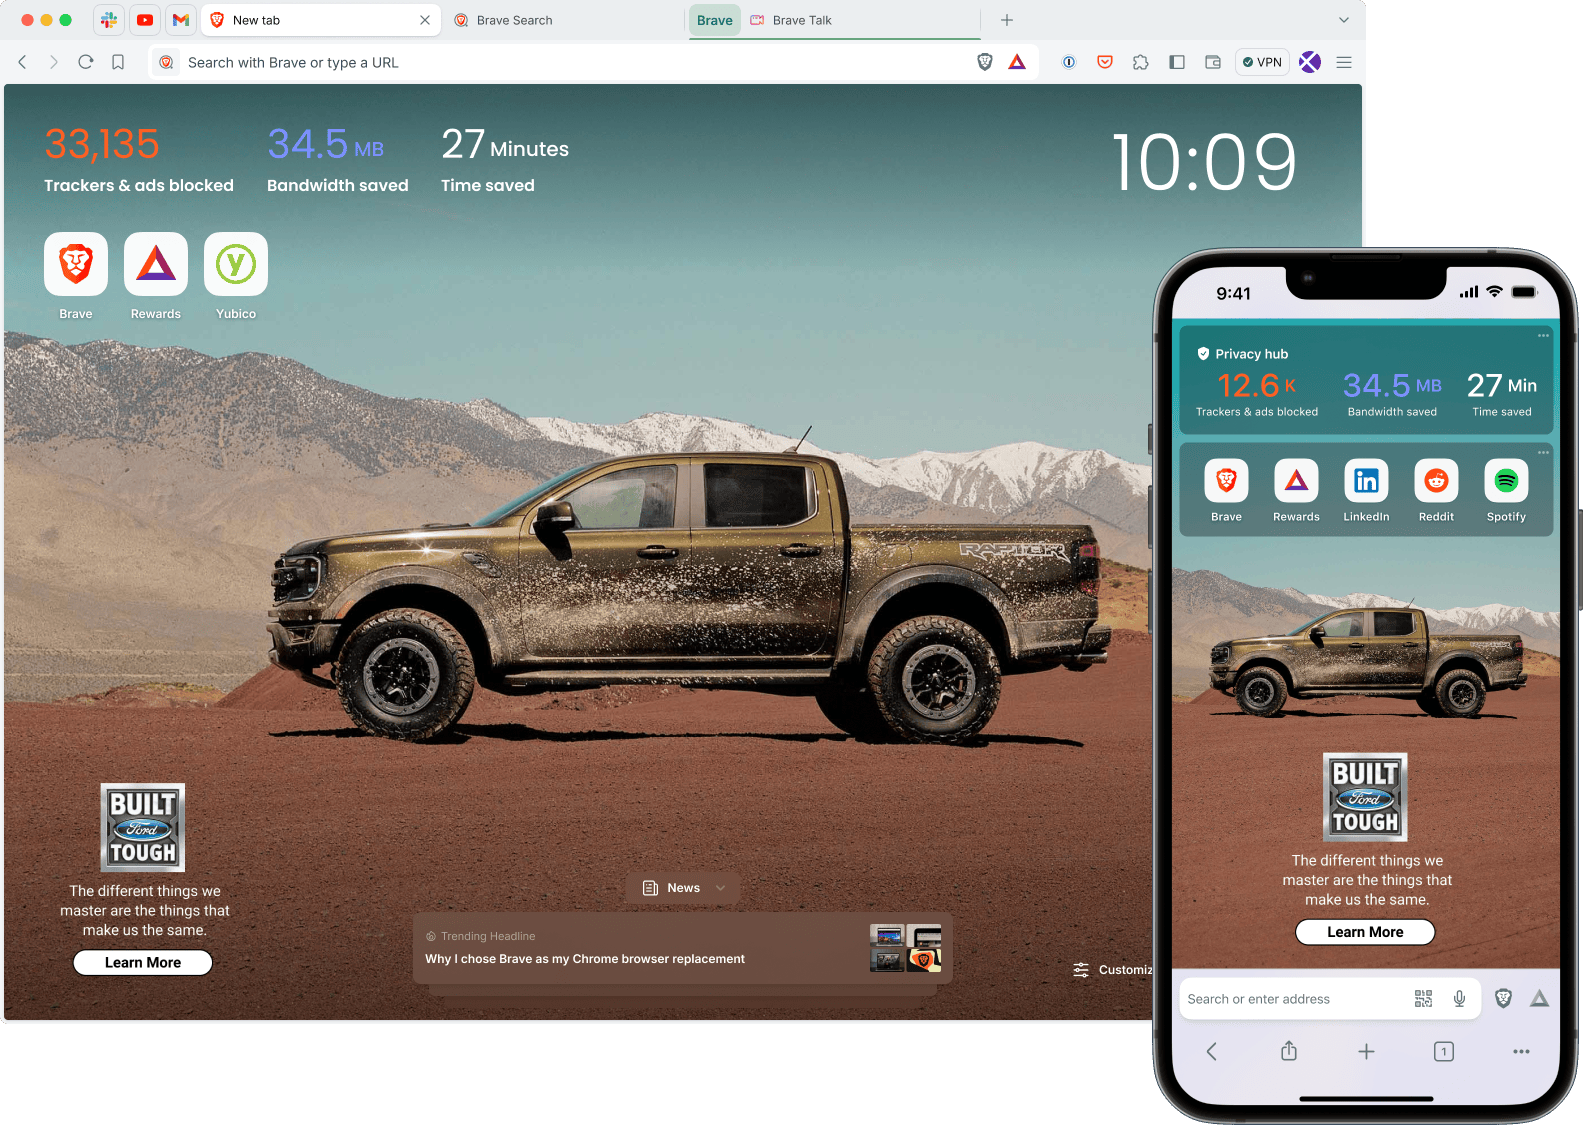 New tab
Brave Search
Brave
Brave Talk
Search with Brave or type a URL
VPN
33,135
Trackers & ads blocked
34.5 MB
Bandwidth saved
27 Minutes
Time saved
10:09
Brave
Rewards
Yubico
RAPTOR
BUILT
Ford
TOUGH
The different things we
master are the things that
make us the same.
Learn More
News
Trending Headline
Why I chose Brave as my Chrome browser replacement
Customiz
9:41
Privacy hub
12.6 K
Trackers & ads blocked
34.5 MB
Bandwidth saved
27 Min
Time saved
Brave
Rewards
LinkedIn
Reddit
Spotify
BUILT
Ford
TOUGH
The different things we
master are the things that
make us the same.
Learn More
Search or enter address
1